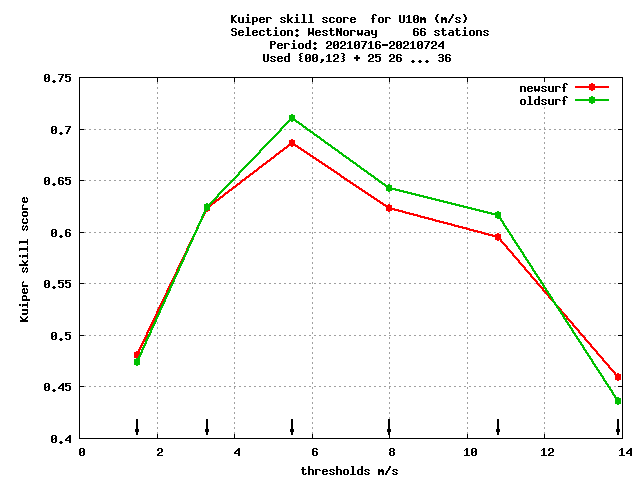 Kuiper skill score  for U10m (m/s)
Selection: WestNorway     66 stations
Period: 20210716-20210724
Used {00,12} + 25 26 ... 36
newsurf
oldsurf
0.75
0.7
0.65
0.6
0.55
0.5
0.45
0.4
Kuiper skill score
0 2 4 6 8 10 12 14
thresholds m/s